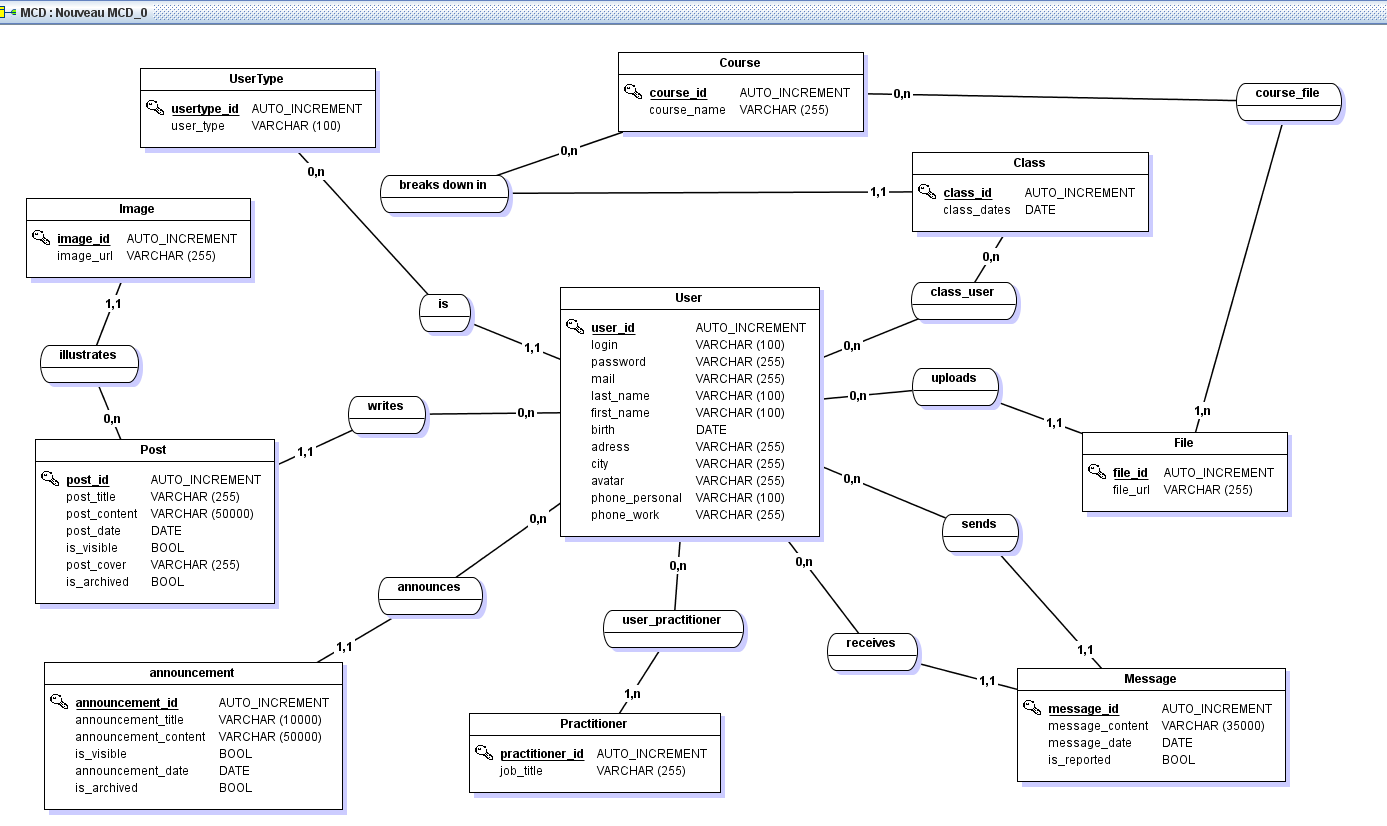 MCD : Nouveau MCD_0
UserType
usertype_id AUTO_INCREMENT
user_type VARCHAR (100)
0,n
Course
course_id AUTO_INCREMENT
course_name VARCHAR (255)
0,n
course_file
0,n
breaks down in
1,1
Class
class_id AUTO_INCREMENT
class_dates DATE
0,n
class_user
0,n
Image
image_id AUTO_INCREMENT
image_url VARCHAR (255)
1,1
illustrates
0,n
is
1,1
User
user_id AUTO_INCREMENT
login VARCHAR (100)
password VARCHAR (255)
mail VARCHAR (255)
last_name VARCHAR (100)
first_name VARCHAR (100)
birth DATE
adress VARCHAR (255)
city VARCHAR (255)
avatar VARCHAR (255)
phone_personal VARCHAR (100)
phone_work VARCHAR (255)
uploads
0,n
1,1
1,n
File
file_id AUTO_INCREMENT
file_url VARCHAR (255)
writes
0,n
1,1
Post
post_id AUTO_INCREMENT
post_title VARCHAR (255)
post_content VARCHAR (50000)
post_date DATE
is_visible BOOL
post_cover VARCHAR (255)
is_archived BOOL
0,n
announces
1,1
0,n
sends
1,1
0,n
user_practitioner
1,n
0,n
receives
1,1
announcement
announcement_id AUTO_INCREMENT
announcement_title VARCHAR (10000)
announcement_content VARCHAR (50000)
is_visible BOOL
announcement_date DATE
is_archived BOOL
Practitioner
practitioner_id AUTO_INCREMENT
job_title VARCHAR (255)
Message
message_id AUTO_INCREMENT
message_content VARCHAR (35000)
message_date DATE
is_reported BOOL